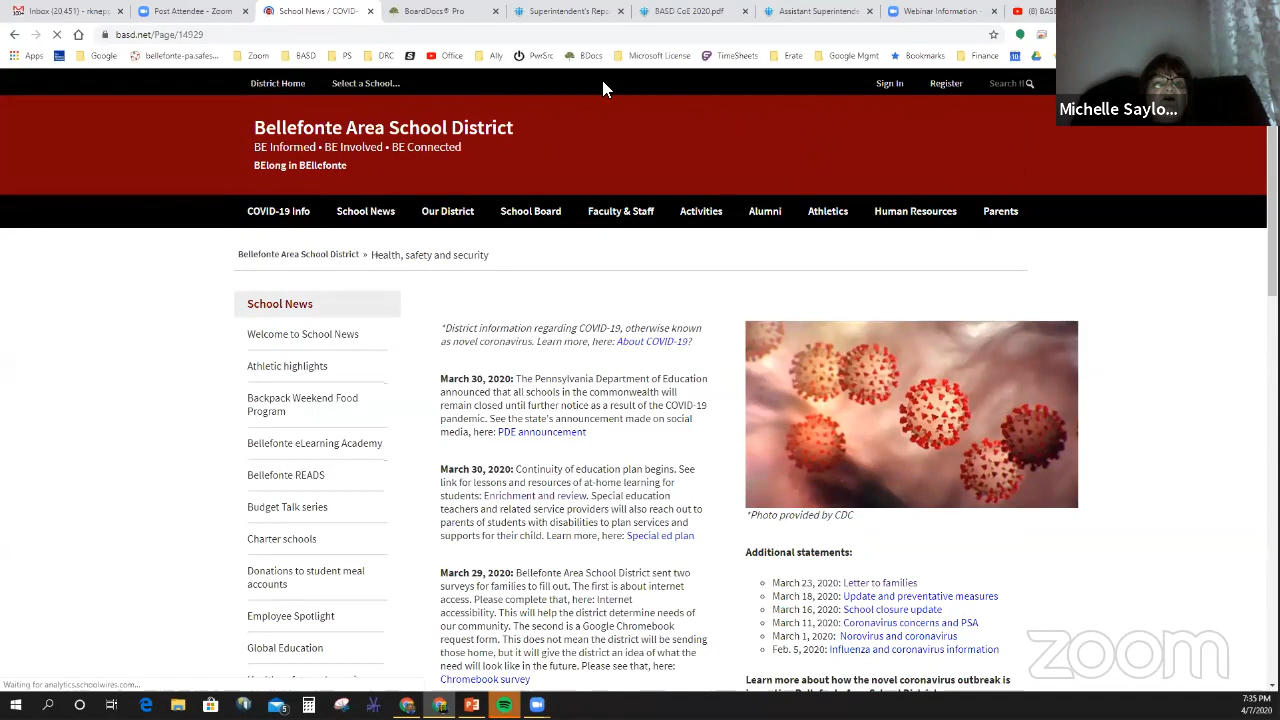 Inbox (20,451) - rknep
Post Attendee - Zoom
School News / COVID-
BoardDocs® Pro
Superintendent's Rep
BASD CoE 2020.pdf
Assistant Superintende
Webinar Information -
(8) BASD
basd.net/Page/14929
Apps
bellefonte-pa.safes...
Zoom
BASD
PS
DRC
Office
Ally
PwrSrc
BDocs
Microsoft License
TimeSheets
Erate
Google Mgmt
Bookmarks
Finance
District Home
Select a School...
Sign In
Register
Michelle Saylo...
Bellefonte Area School District
BE Informed • BE Involved • BE Connected
BElong in BEllefonte
COVID-19 Info
School News
Our District
School Board
Faculty & Staff
Activities
Alumni
Athletics
Human Resources
Parents
Bellefonte Area School District » Health, safety and security
School News
Welcome to School News
Athletic highlights
Backpack Weekend Food
Program
Bellefonte eLearning Academy
Bellefonte READS
Budget Talk series
Charter schools
Donations to student meal
accounts
Employee Spotlight
Global Education
*District information regarding COVID-19, otherwise known
as novel coronavirus. Learn more, here: About COVID-19?
March 30, 2020: The Pennsylvania Department of Education
announced that all schools in the commonwealth will
remain closed until further notice as a result of the COVID-19
pandemic. See the state's announcement made on social
media, here: PDE announcement
March 30, 2020: Continuity of education plan begins. See
link for lessons and resources of at-home learning for
students: Enrichment and review. Special education
teachers and related service providers will also reach out to
parents of students with disabilities to plan services and
supports for their child. Learn more, here: Special ed plan
March 29, 2020: Bellefonte Area School District sent two
surveys for families to fill out. The first is about internet
access. Please complete that, here: Internet
accessibility. This will help the district determine needs of
our community. The second is a Google Chromebook
request form. This does not mean the district will be sending
those home, but it will give the district an idea of what the
need will look like in the future. Please see that, here:
Chromebook survey
*Photo provided by CDC
Additional statements:
March 23, 2020: Letter to families
March 18, 2020: Update and preventative measures
March 16, 2020: School closure update
March 11, 2020: Coronavirus concerns and PSA
March 1, 2020: Norovirus and coronavirus
Feb. 5, 2020: Influenza and coronavirus information
Learn more about how the novel coronavirus outbreak is
zoom
Waiting for analytics.schoolwires.com...
7:35 PM
4/7/2020